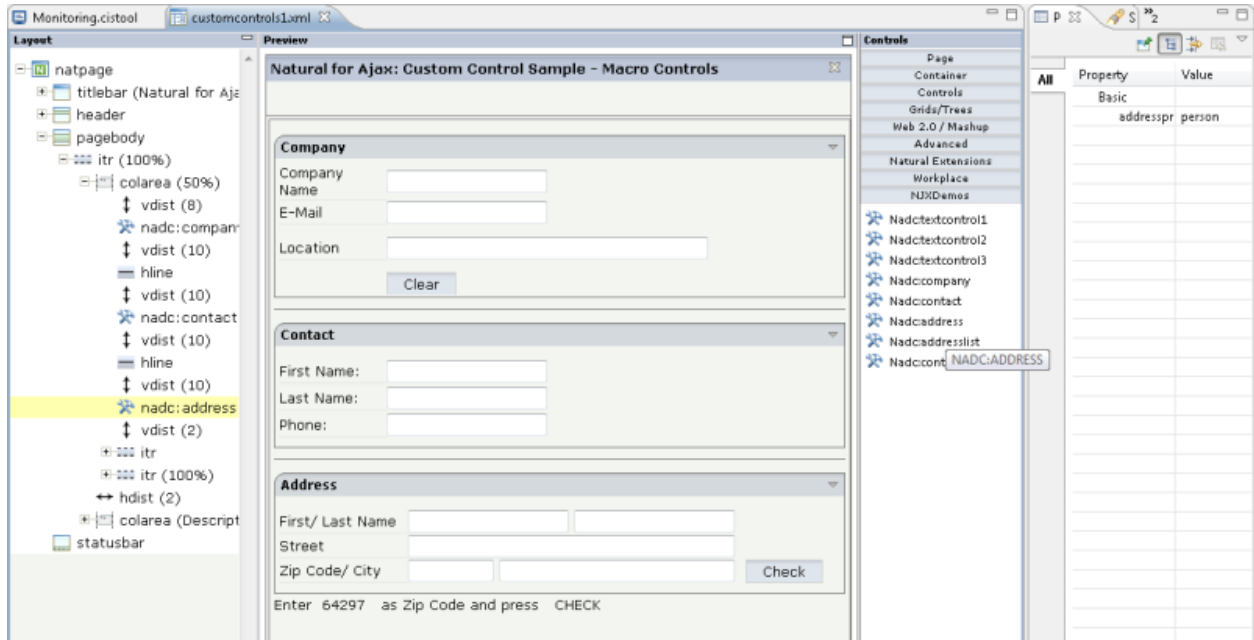 Monitoring.cistool
customcontrols1.xml
P
S
»2
Layout
Preview
Controls
natpage
titlebar (Natural for Aja
header
pagebody
itr (100%)
colarea (50%)
vdist (8)
nadc:compan
vdist (10)
hline
vdist (10)
nadc:contact
vdist (10)
hline
vdist (10)
nadc:address
vdist (2)
itr
itr (100%)
hdist (2)
colarea (Descript
statusbar
Natural for Ajax: Custom Control Sample - Macro Controls
Company
Company
Name
E-Mail
Location
Clear
Contact
First Name:
Last Name:
Phone:
Address
First/ Last Name
Street
Zip Code/ City
Check
Enter 64297 as Zip Code and press CHECK
Page
Container
Controls
Grids/Trees
Web 2.0 / Mashup
Advanced
Natural Extensions
Workplace
NJXDemos
Nadc:textcontrol1
Nadc:textcontrol2
Nadc:textcontrol3
Nadc:company
Nadc:contact
Nadc:address
Nadc:addresslist
Nadc:cont
NADC:ADDRESS
All
Property Value
Basic
addresspr person